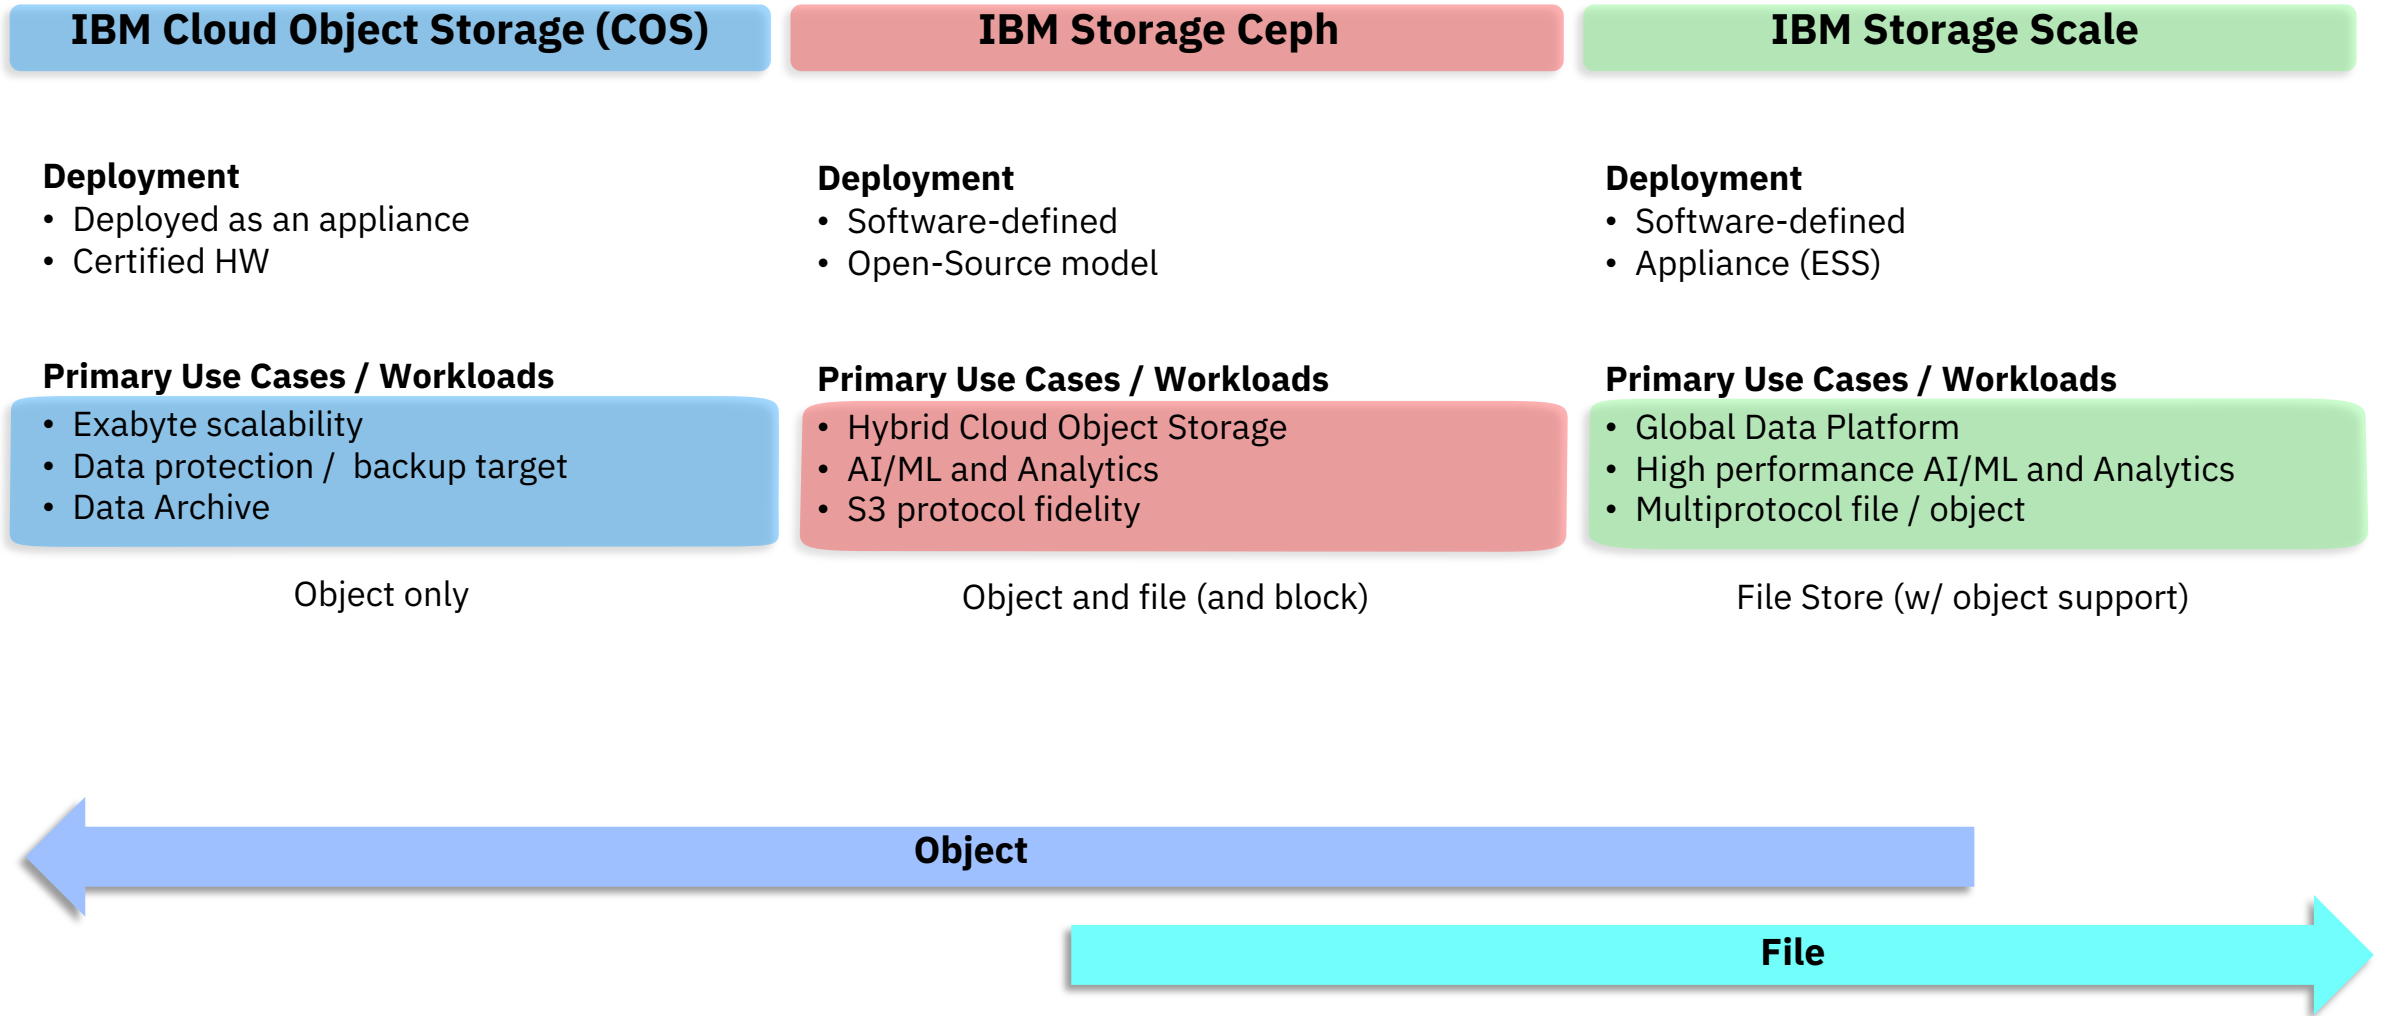 IBM Cloud Object Storage (COS)
Deployment
• Deployed as an appliance
• Certified HW
Primary Use Cases / Workloads
• Exabyte scalability
• Data protection / backup target
• Data Archive
Object only
IBM Storage Ceph
Deployment
• Software-defined
• Open-Source model
Primary Use Cases / Workloads
• Hybrid Cloud Object Storage
• AI/ML and Analytics
• S3 protocol fidelity
Object and file (and block)
IBM Storage Scale
Deployment
• Software-defined
• Appliance (ESS)
Primary Use Cases / Workloads
• Global Data Platform
• High performance AI/ML and Analytics
• Multiprotocol file / object
File Store (w/ object support)
Object
File